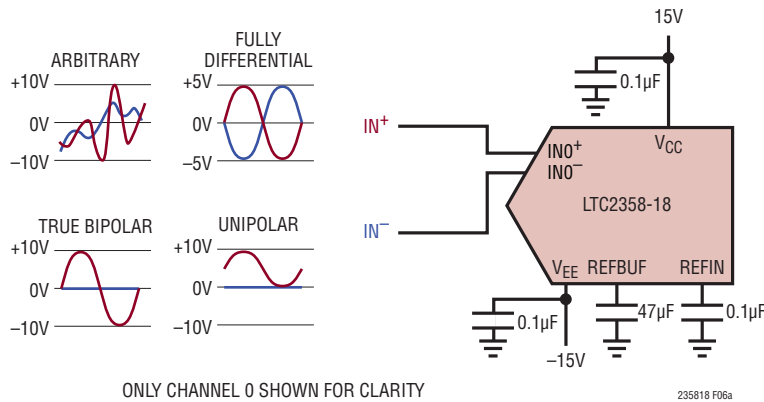 ARBITRARY
+10V
0V
–10V
FULLY
DIFFERENTIAL
+5V
0V
–5V
TRUE BIPOLAR
+10V
0V
–10V
UNIPOLAR
+10V
0V
–10V
15V
0.1µF
IN+
IN–
IN0+
IN0–
VCC
LTC2358-18
VEE
REFBUF
REFIN
0.1µF
47µF
0.1µF
–15V
ONLY CHANNEL 0 SHOWN FOR CLARITY
235818 F06a